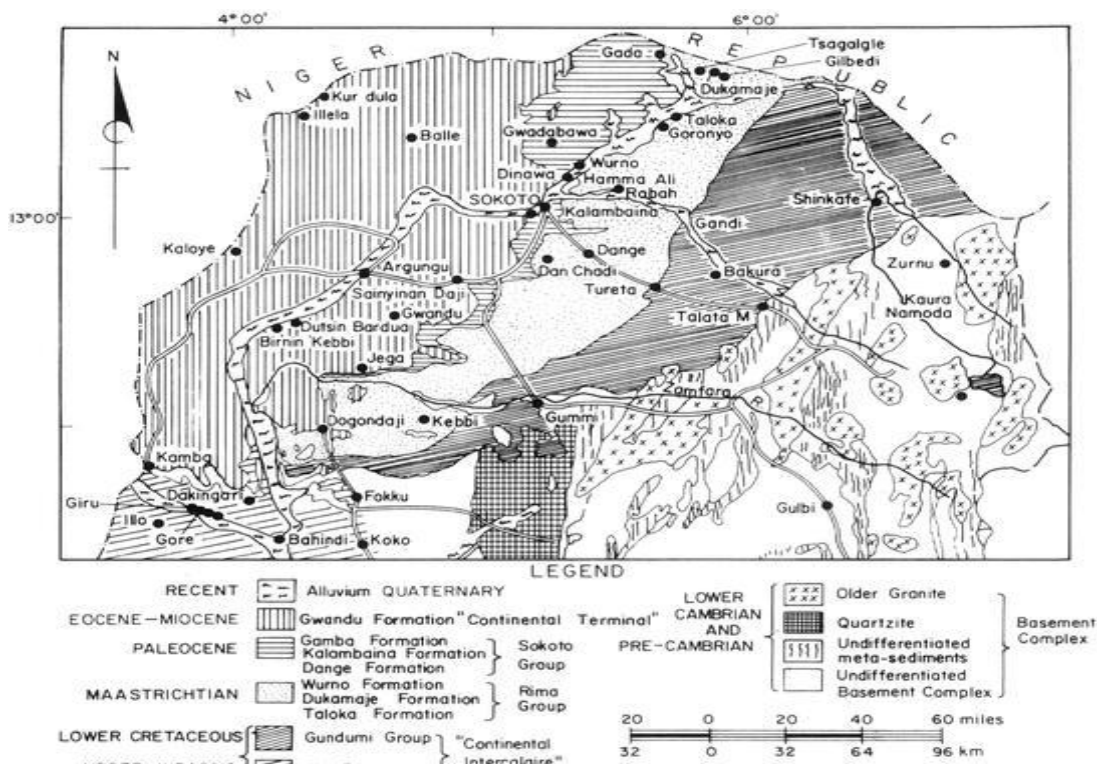 4°00'
6°00'
N
NIGER REPUBLIC
Tsagalgle
Gilbedi
Gada
Dukamaje
Kur dula
Illela
Taloka
Goronyo
Balle
Gwadabawa
Wurno
Dinawa
Hamma Ali
Rabah
13°00
13°00'
SOKOTO
Kalambaina
Gandi
Shinkafe
Kaloye
Dange
Zurnu
Argungu
Dan Chadi
Bakura
Sainyinan Daji
Tureta
Kaura
Namoda
Gwandu
Talata M
Dutsin Bardua
Birnin Kebbi
Jega
Zamfara R
Gummi
Dogondaji
Kebbi
Kamba
Giru
Dakingari
Fokku
Illo
Gulbi
Gore
Bahindi
Koko
LEGEND
RECENT Alluvium QUATERNARY
EOCENE-MIOCENE Gwandu Formation "Continental Terminal"
PALEOCENE Gamba Formation
Kalambaina Formation
Dange Formation
Sokoto
Group
MAASTRICHTIAN Wurno Formation
Dukamaje Formation
Taloka Formation
Rima
Group
LOWER CRETACEOUS Gundumi Group
"Continental
Intercalaire"
LOWER
CAMBRIAN
AND
PRE-CAMBRIAN
Older Granite
Quartzite
Undifferentiated
meta-sediments
Undifferentiated
Basement Complex
Basement
Complex
20 0 20 40 60 miles
32 0 32 64 96 km